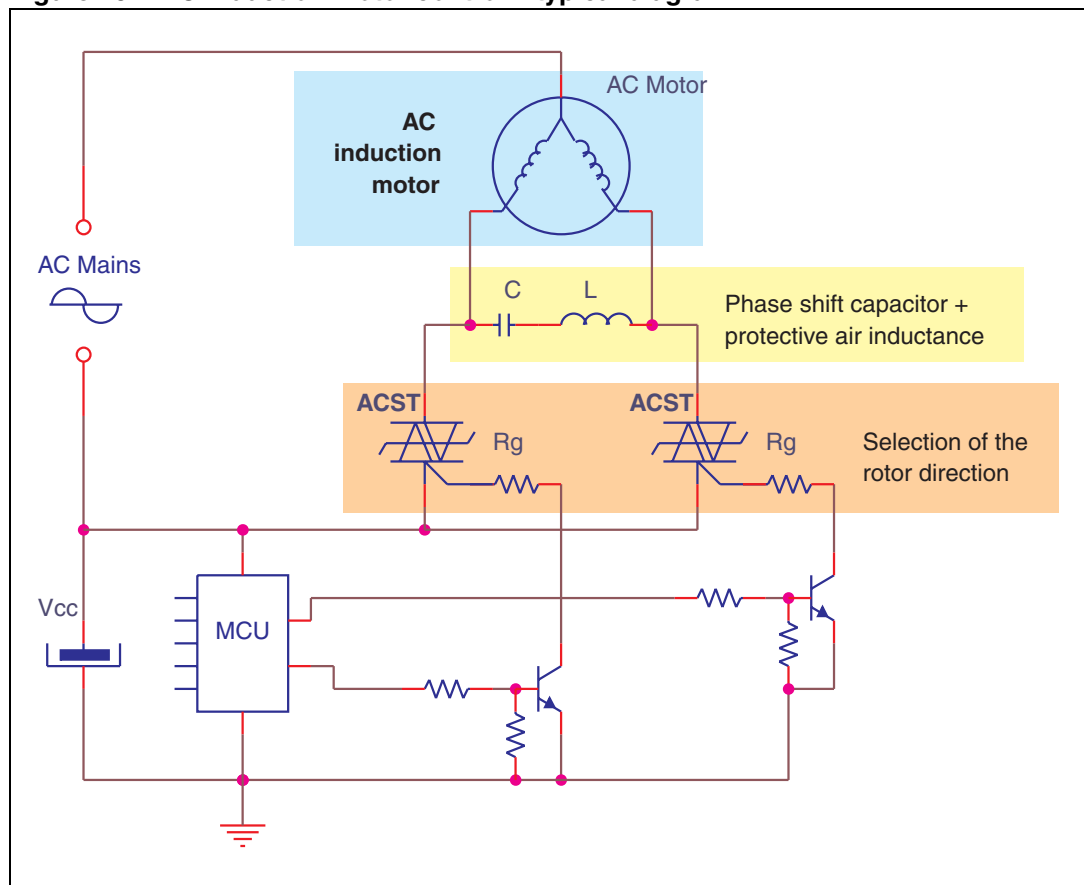 AC Motor
AC
induction
motor
AC Mains
C
L
Phase shift capacitor +
protective air inductance
ACST
ACST
Rg
Rg
Selection of the
rotor direction
Vcc
MCU